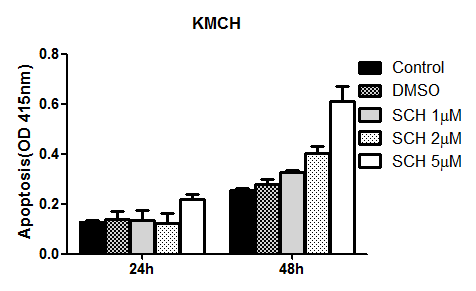 KMCH
Apoptosis(OD 415nm)
0.8
0.6
0.4
0.2
0.0
24h
48h
Control
DMSO
SCH 1μM
SCH 2μM
SCH 5μM